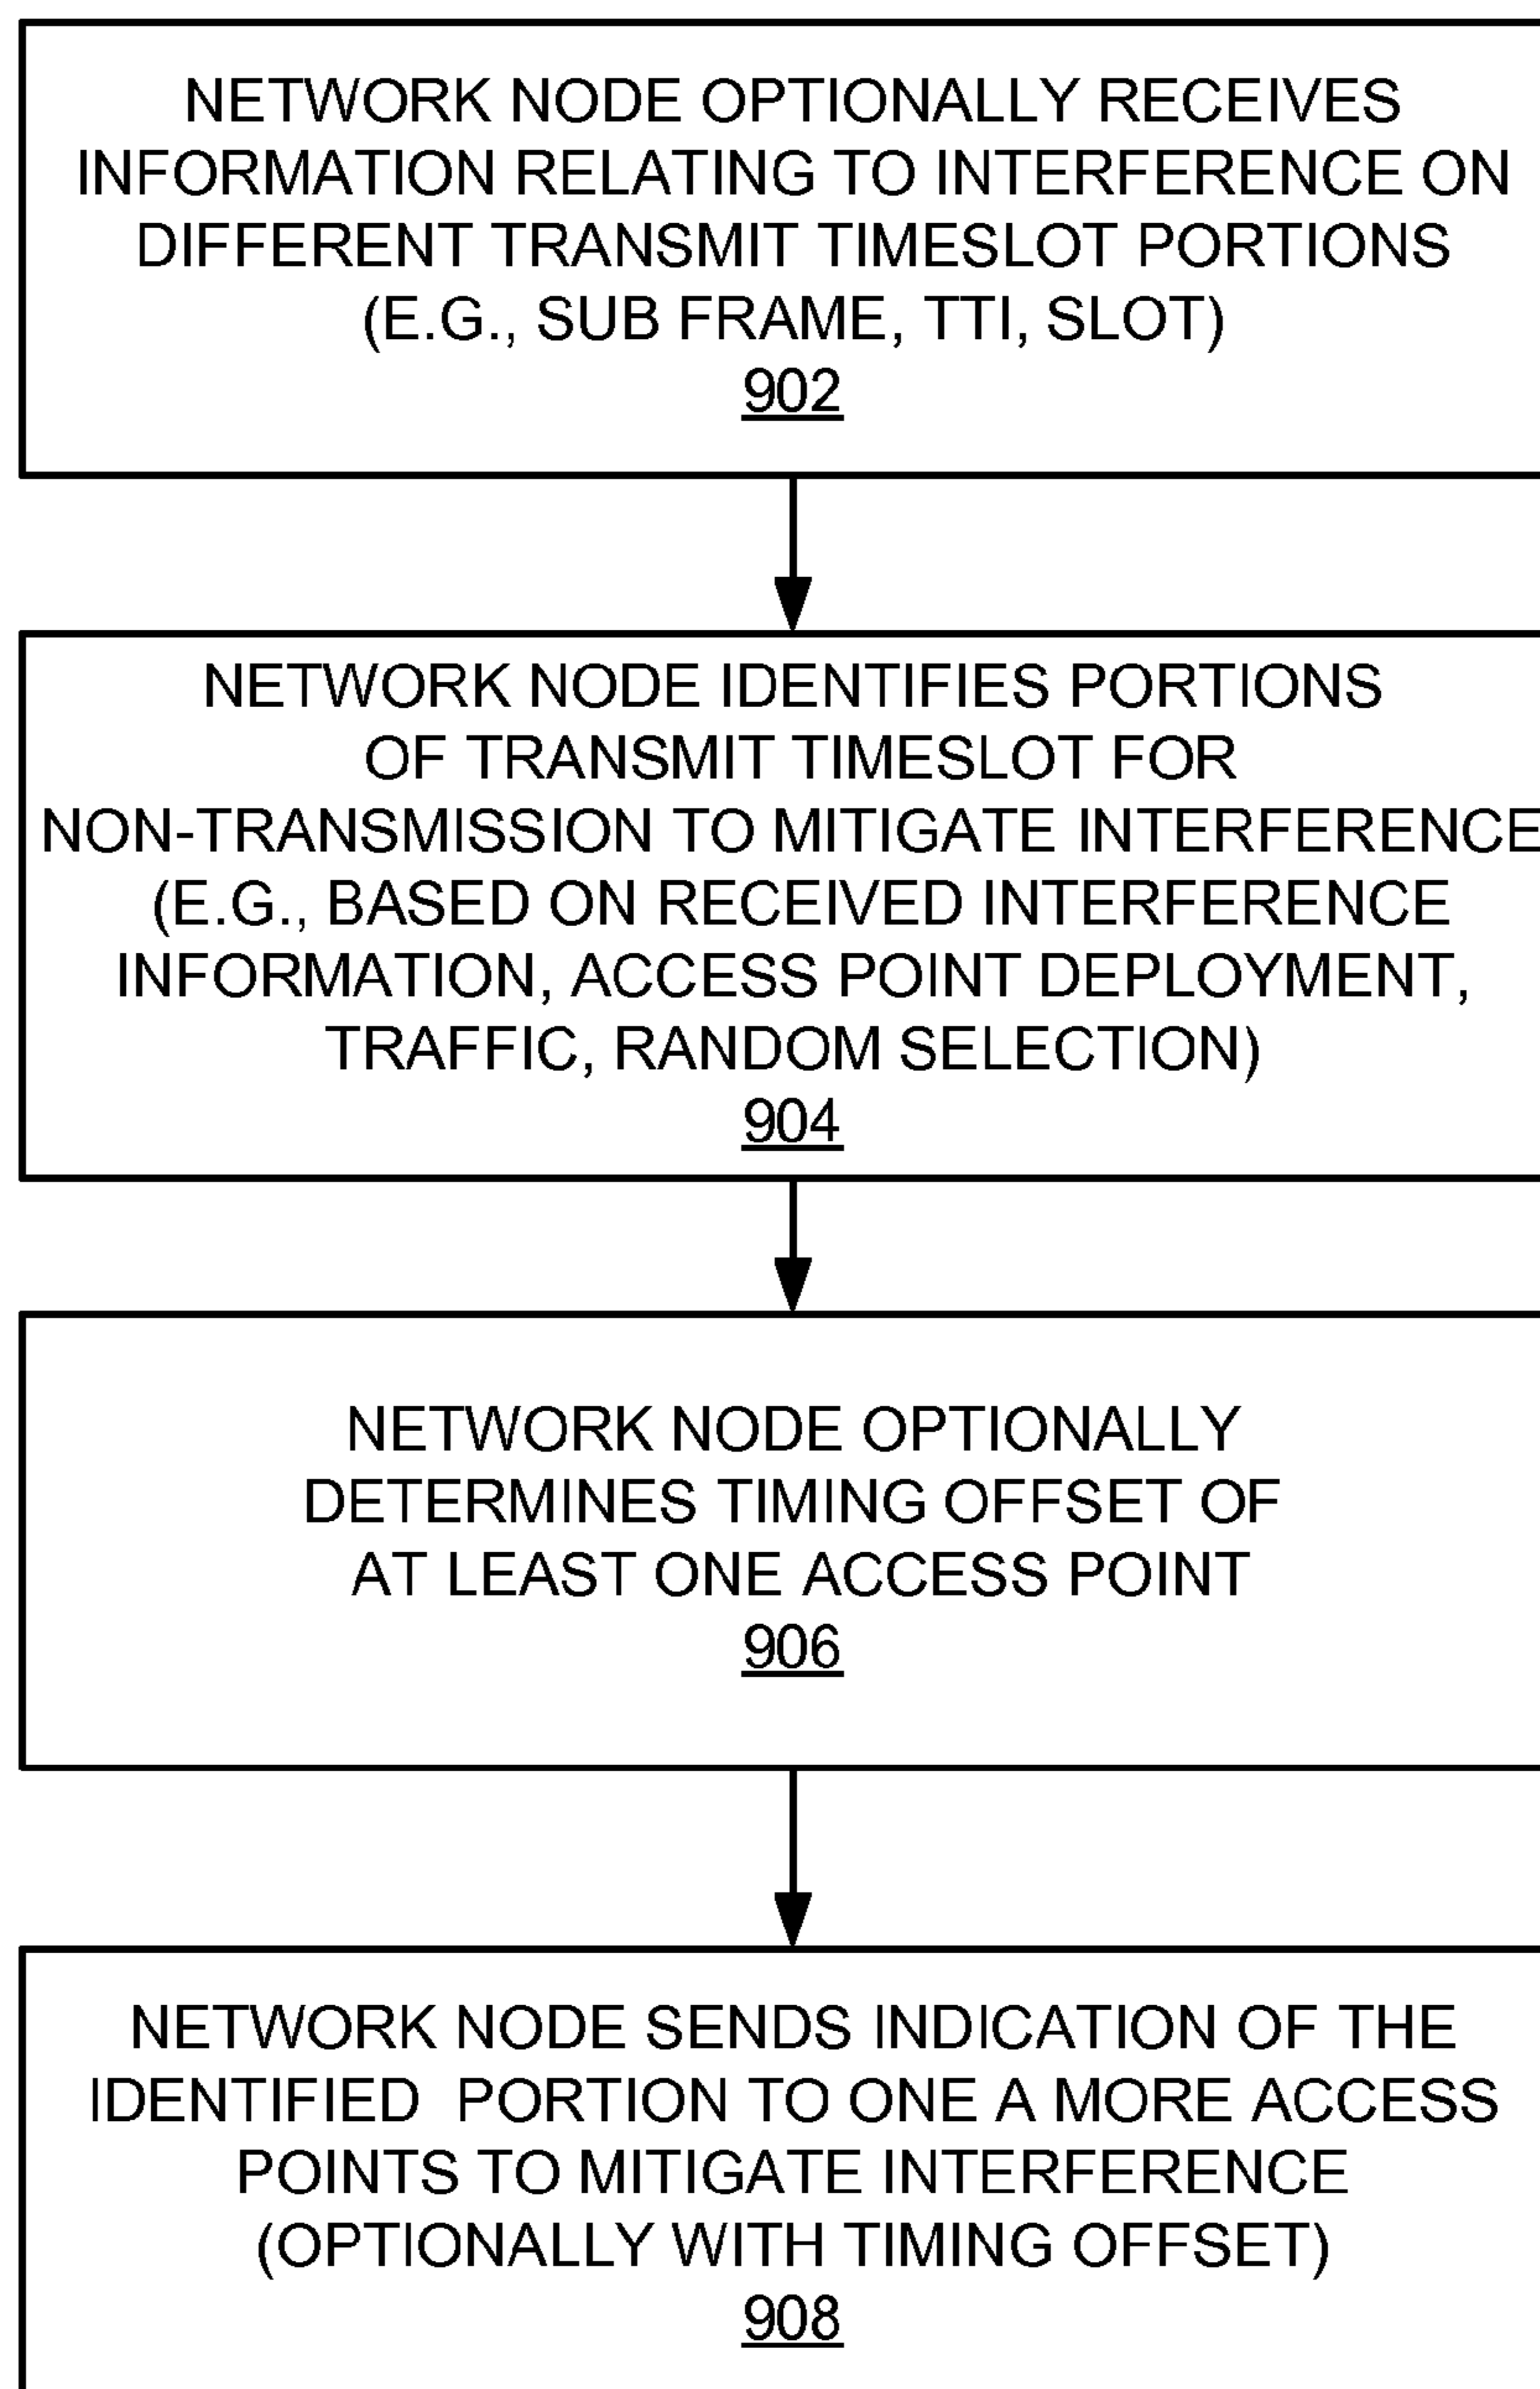 NETWORK NODE OPTIONALLY RECEIVES
INFORMATION RELATING TO INTERFERENCE ON
DIFFERENT TRANSMIT TIMESLOT PORTIONS
(E.G., SUB FRAME, TTI, SLOT)
902
NETWORK NODE IDENTIFIES PORTIONS
OF TRANSMIT TIMESLOT FOR
NON-TRANSMISSION TO MITIGATE INTERFERENCE
(E.G., BASED ON RECEIVED INTERFERENCE
INFORMATION, ACCESS POINT DEPLOYMENT,
TRAFFIC, RANDOM SELECTION)
904
NETWORK NODE OPTIONALLY
DETERMINES TIMING OFFSET OF
AT LEAST ONE ACCESS POINT
906
NETWORK NODE SENDS INDICATION OF THE
IDENTIFIED PORTION TO ONE A MORE ACCESS
POINTS TO MITIGATE INTERFERENCE
(OPTIONALLY WITH TIMING OFFSET)
908